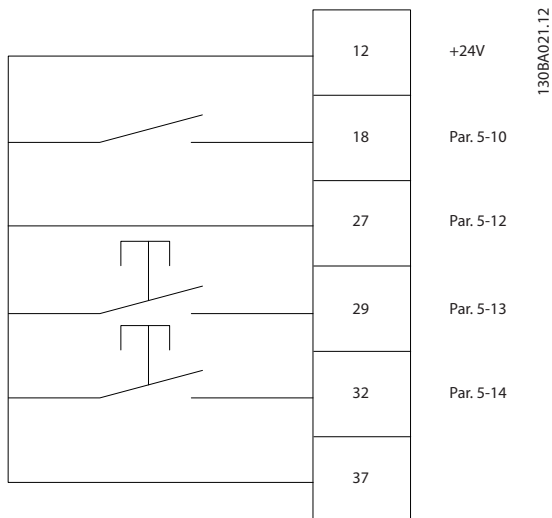 12 +24V
18 Par. 5-10
27 Par. 5-12
29 Par. 5-13
32 Par. 5-14
37
130BA021.12